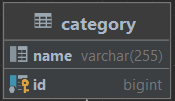 category
name varchar(255)
id bigint